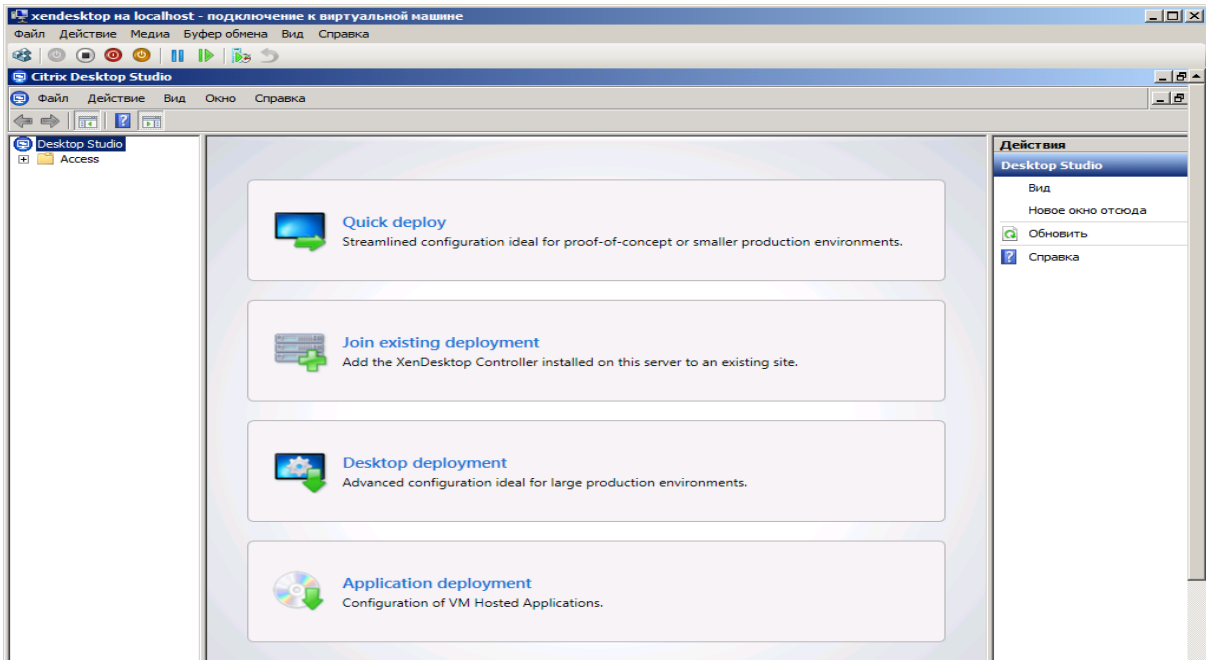 xendesktop на localhost - подключение к виртуальной машине
Файл Действие Медиа Буфер обмена Вид Справка
Citrix Desktop Studio
Файл Действие Вид Окно Справка
Desktop Studio
Access
Quick deploy
Streamlined configuration ideal for proof-of-concept or smaller production environments.
Join existing deployment
Add the XenDesktop Controller installed on this server to an existing site.
Desktop deployment
Advanced configuration ideal for large production environments.
Application deployment
Configuration of VM Hosted Applications.
Действия
Desktop Studio
Вид
Новое окно отсюда
Обновить
Справка